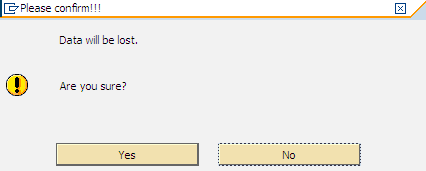 Please confirm!!!
Data will be lost.
Are you sure?
Yes
No